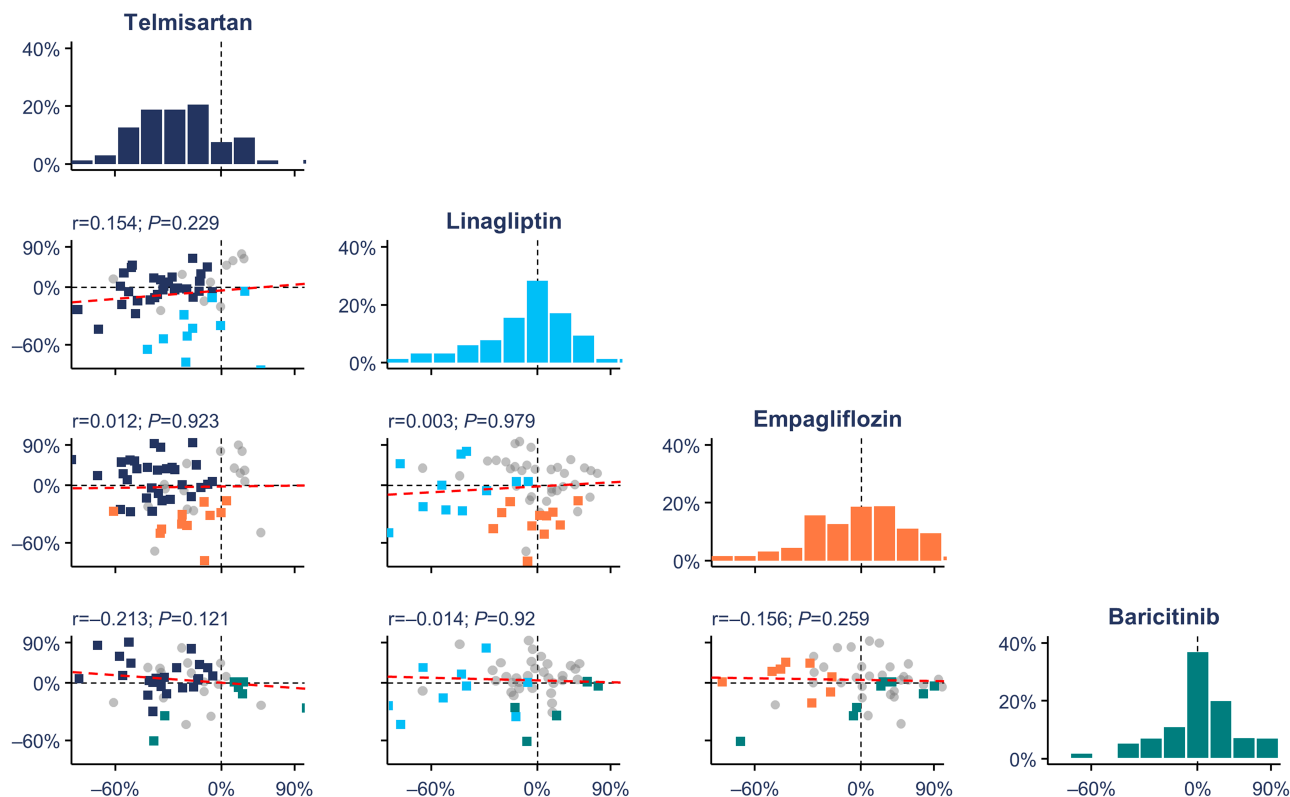 Telmisartan
40%
20%
0%
r=0.154; P=0.229
Linagliptin
90%
0%
–60%
40%
20%
0%
r=0.012; P=0.923
r=0.003; P=0.979
Empagliflozin
90%
0%
–60%
40%
20%
0%
r=–0.213; P=0.121
r=–0.014; P=0.92
r=–0.156; P=0.259
Baricitinib
90%
0%
–60%
40%
20%
0%
–60% 0% 90%
–60% 0% 90%
–60% 0% 90%
–60% 0% 90%